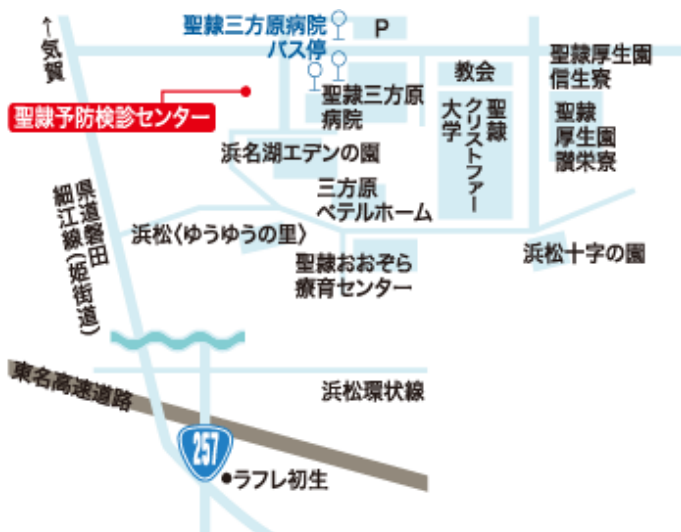 ←気賀
聖隷三方原病院
バス停
P
聖隷厚生園
信生寮
教会
聖隷予防検診センター
聖隷三方原
病院
聖隷
クリストファー
大学
聖隷
厚生園
讃栄寮
浜名湖エデンの園
三方原
ベテルホーム
県道磐田
細江線(姫街道)
浜松〈ゆうゆうの里〉
聖隷おおぞら
療育センター
浜松十字の園
東名高速道路
浜松環状線
257
●ラフレ初生